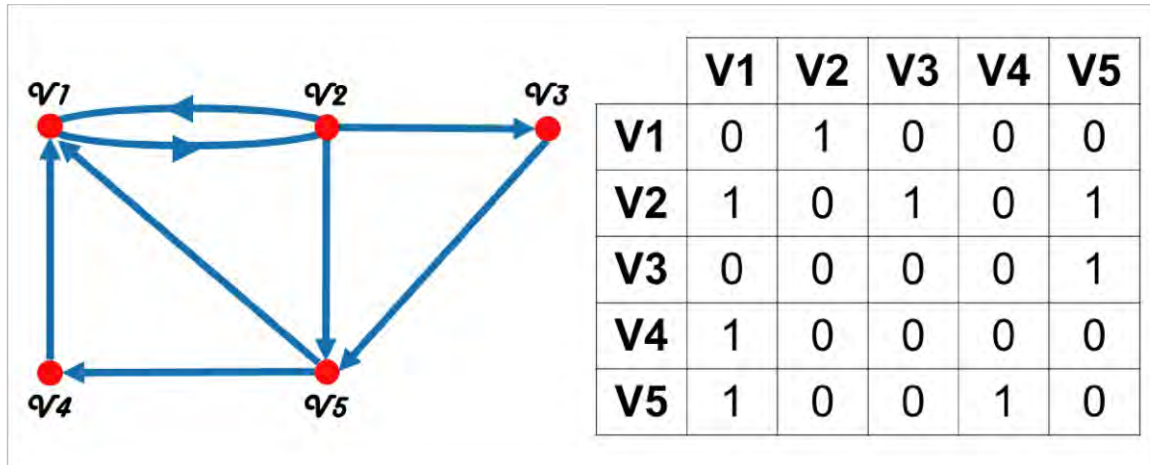 V1 V2 V3
V4 V5
V1 V2 V3 V4 V5
V1 0 1 0 0 0
V2 1 0 1 0 1
V3 0 0 0 0 1
V4 1 0 0 0 0
V5 1 0 0 1 0